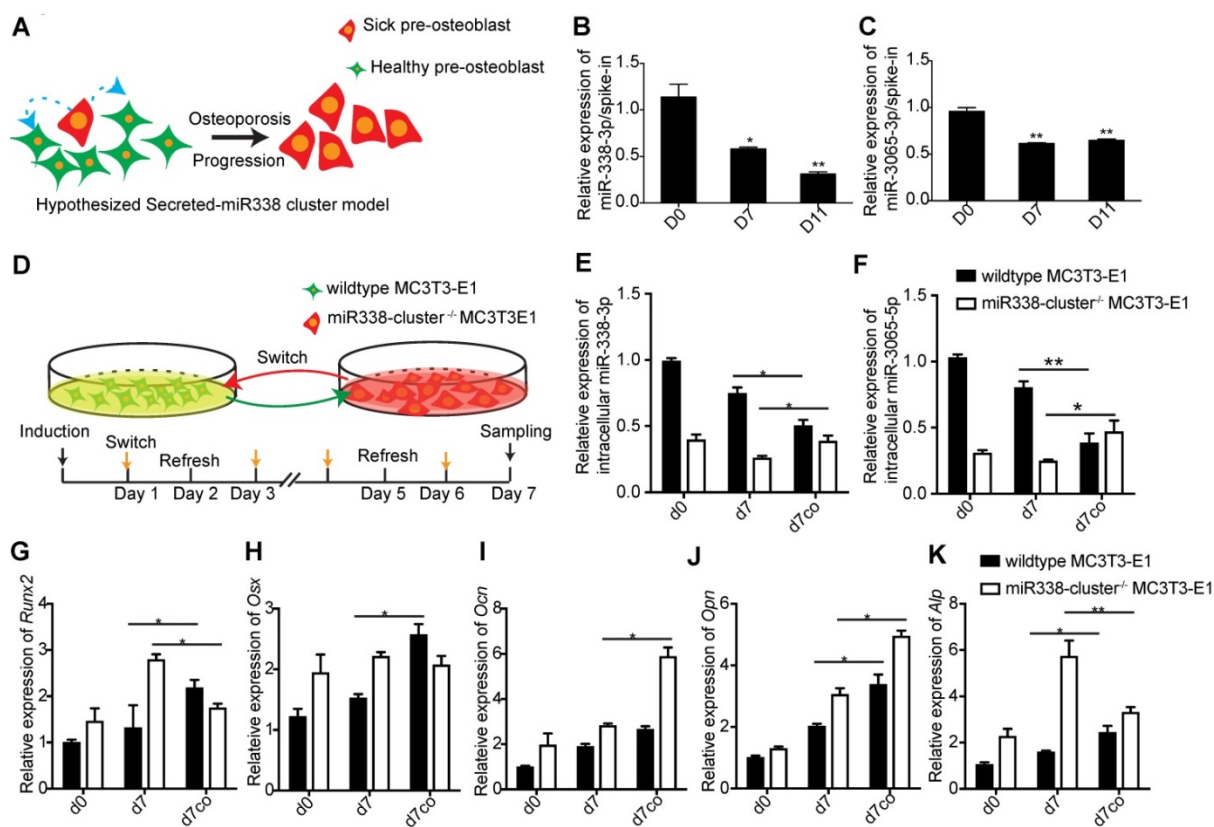 A
Sick pre-osteoblast
Healthy pre-osteoblast
Osteoporosis
Progression
Hypothesized Secreted-miR338 cluster model
B
Relative expression of
miR-338-3p/spike-in
1.5
1.0
0.5
0.0
*
**
D0
D7
D11
C
Relative expression of
miR-3065-3p/spike-in
1.5
1.0
0.5
0.0
**
**
D0
D7
D11
D
wildtype MC3T3-E1
miR338-cluster-/- MC3T3E1
Switch
Induction
Switch
Refresh
Refresh
Sampling
Day 1
Day 2
Day 3
Day 5
Day 6
Day 7
E
Relateive expression of
intracellular miR-338-3p
1.5
1.0
0.5
0.0
*
*
d0
d7
d7co
F
wildtype MC3T3-E1
miR338-cluster-/- MC3T3-E1
Relateive expression of
intracellular miR-3065-5p
1.5
1.0
0.5
0.0
**
*
d0
d7
d7co
G
Relative expression of Runx2
4
3
2
1
0
*
*
d0
d7
d7co
H
Relateive expression of Osx
3
2
1
0
*
d0
d7
d7co
I
Relateive expression of Ocn
8
6
4
2
0
*
d0
d7
d7co
J
Relateive expression of Opn
6
4
2
0
*
*
d0
d7
d7co
K
wildtype MC3T3-E1
miR338-cluster-/- MC3T3-E1
Relative expression of Alp
8
6
4
2
0
*
**
d0
d7
d7co